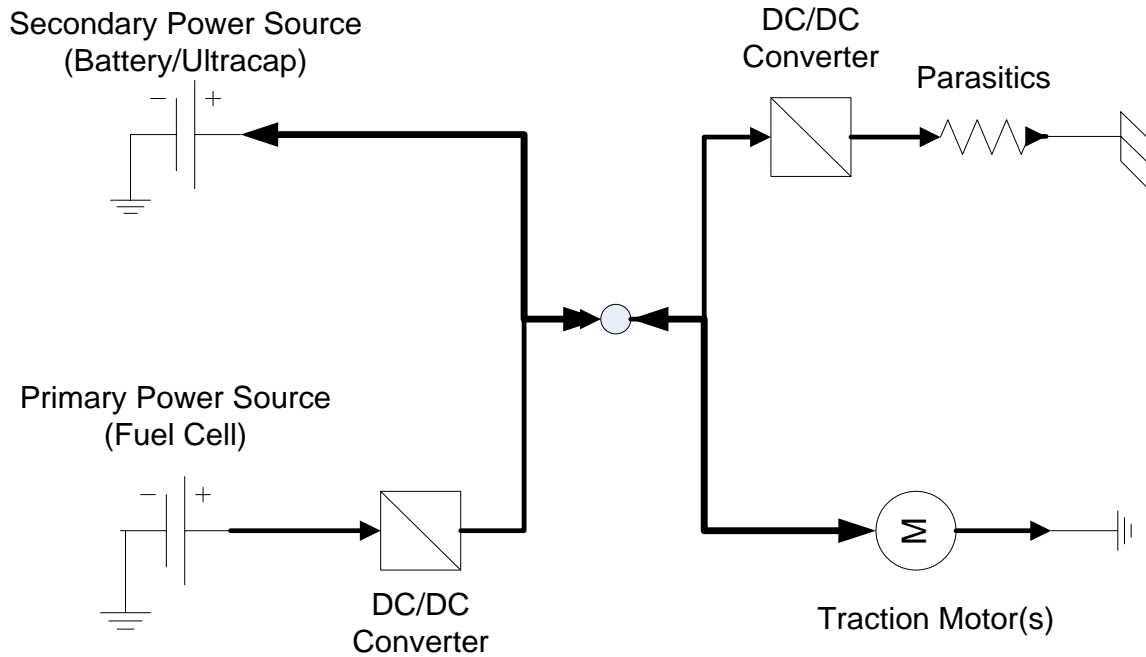 Secondary Power Source
(Battery/Ultracap)
− +
DC/DC
Converter
Parasitics
Primary Power Source
(Fuel Cell)
− +
DC/DC
Converter
M
Traction Motor(s)